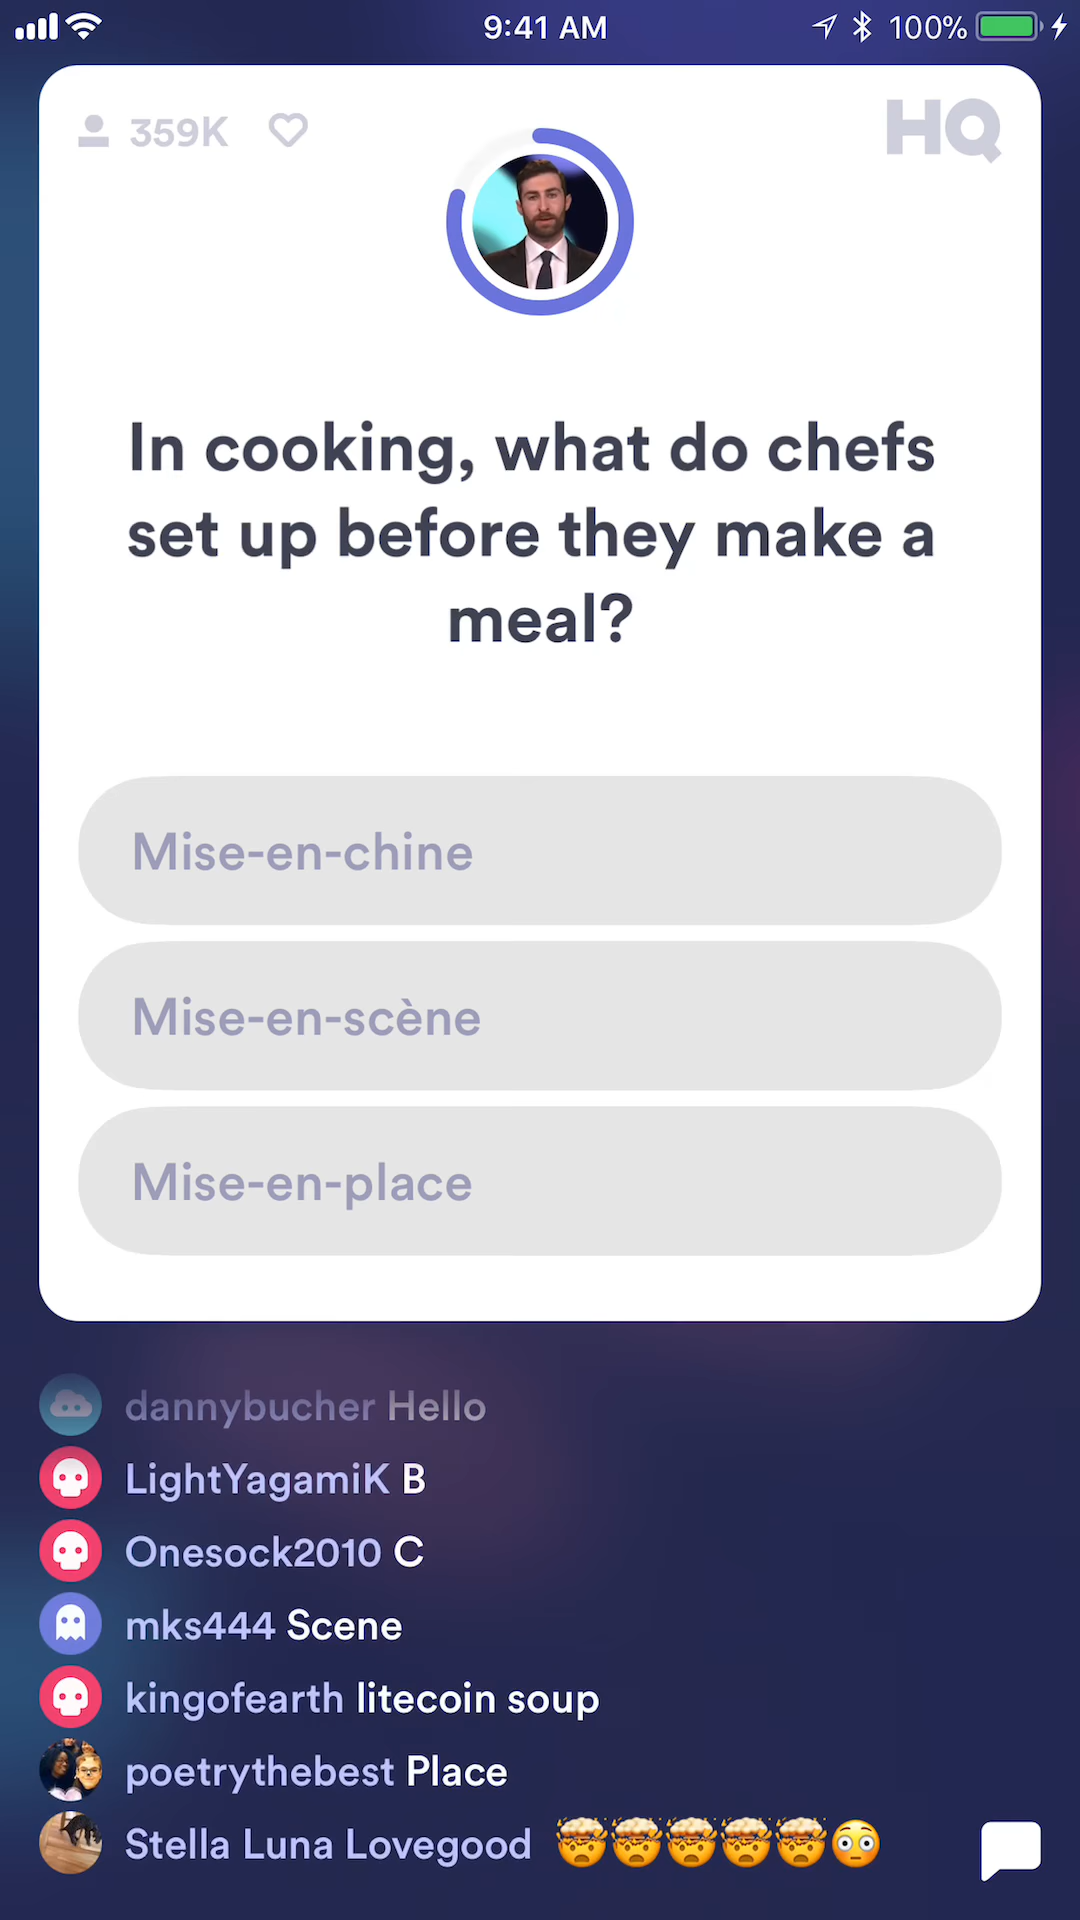 9:41 AM
100%
359K
HQ
In cooking, what do chefs
set up before they make a
meal?
Mise-en-chine
Mise-en-scène
Mise-en-place
dannybucher Hello
LightYagamiK B
Onesock2010 C
mks444 Scene
kingofearth litecoin soup
poetrythebest Place
Stella Luna Lovegood 🤯🤯🤯🤯🤯😳